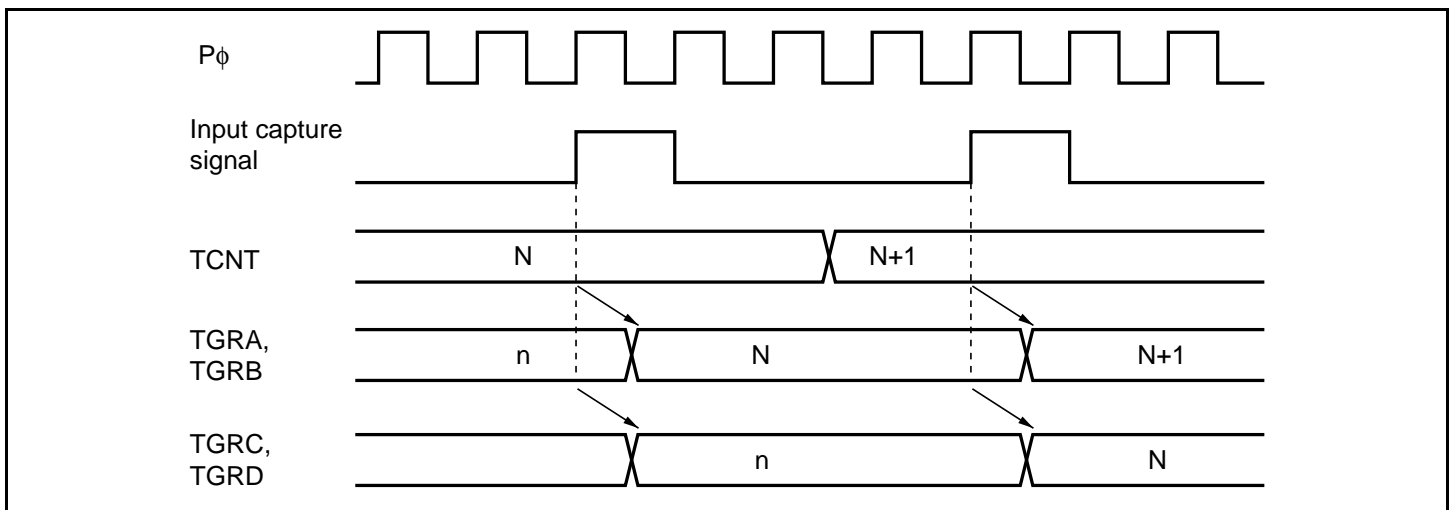 Pϕ
Input capture
signal
TCNT
N
N+1
TGRA,
TGRB
n
N
N+1
TGRC,
TGRD
n
N